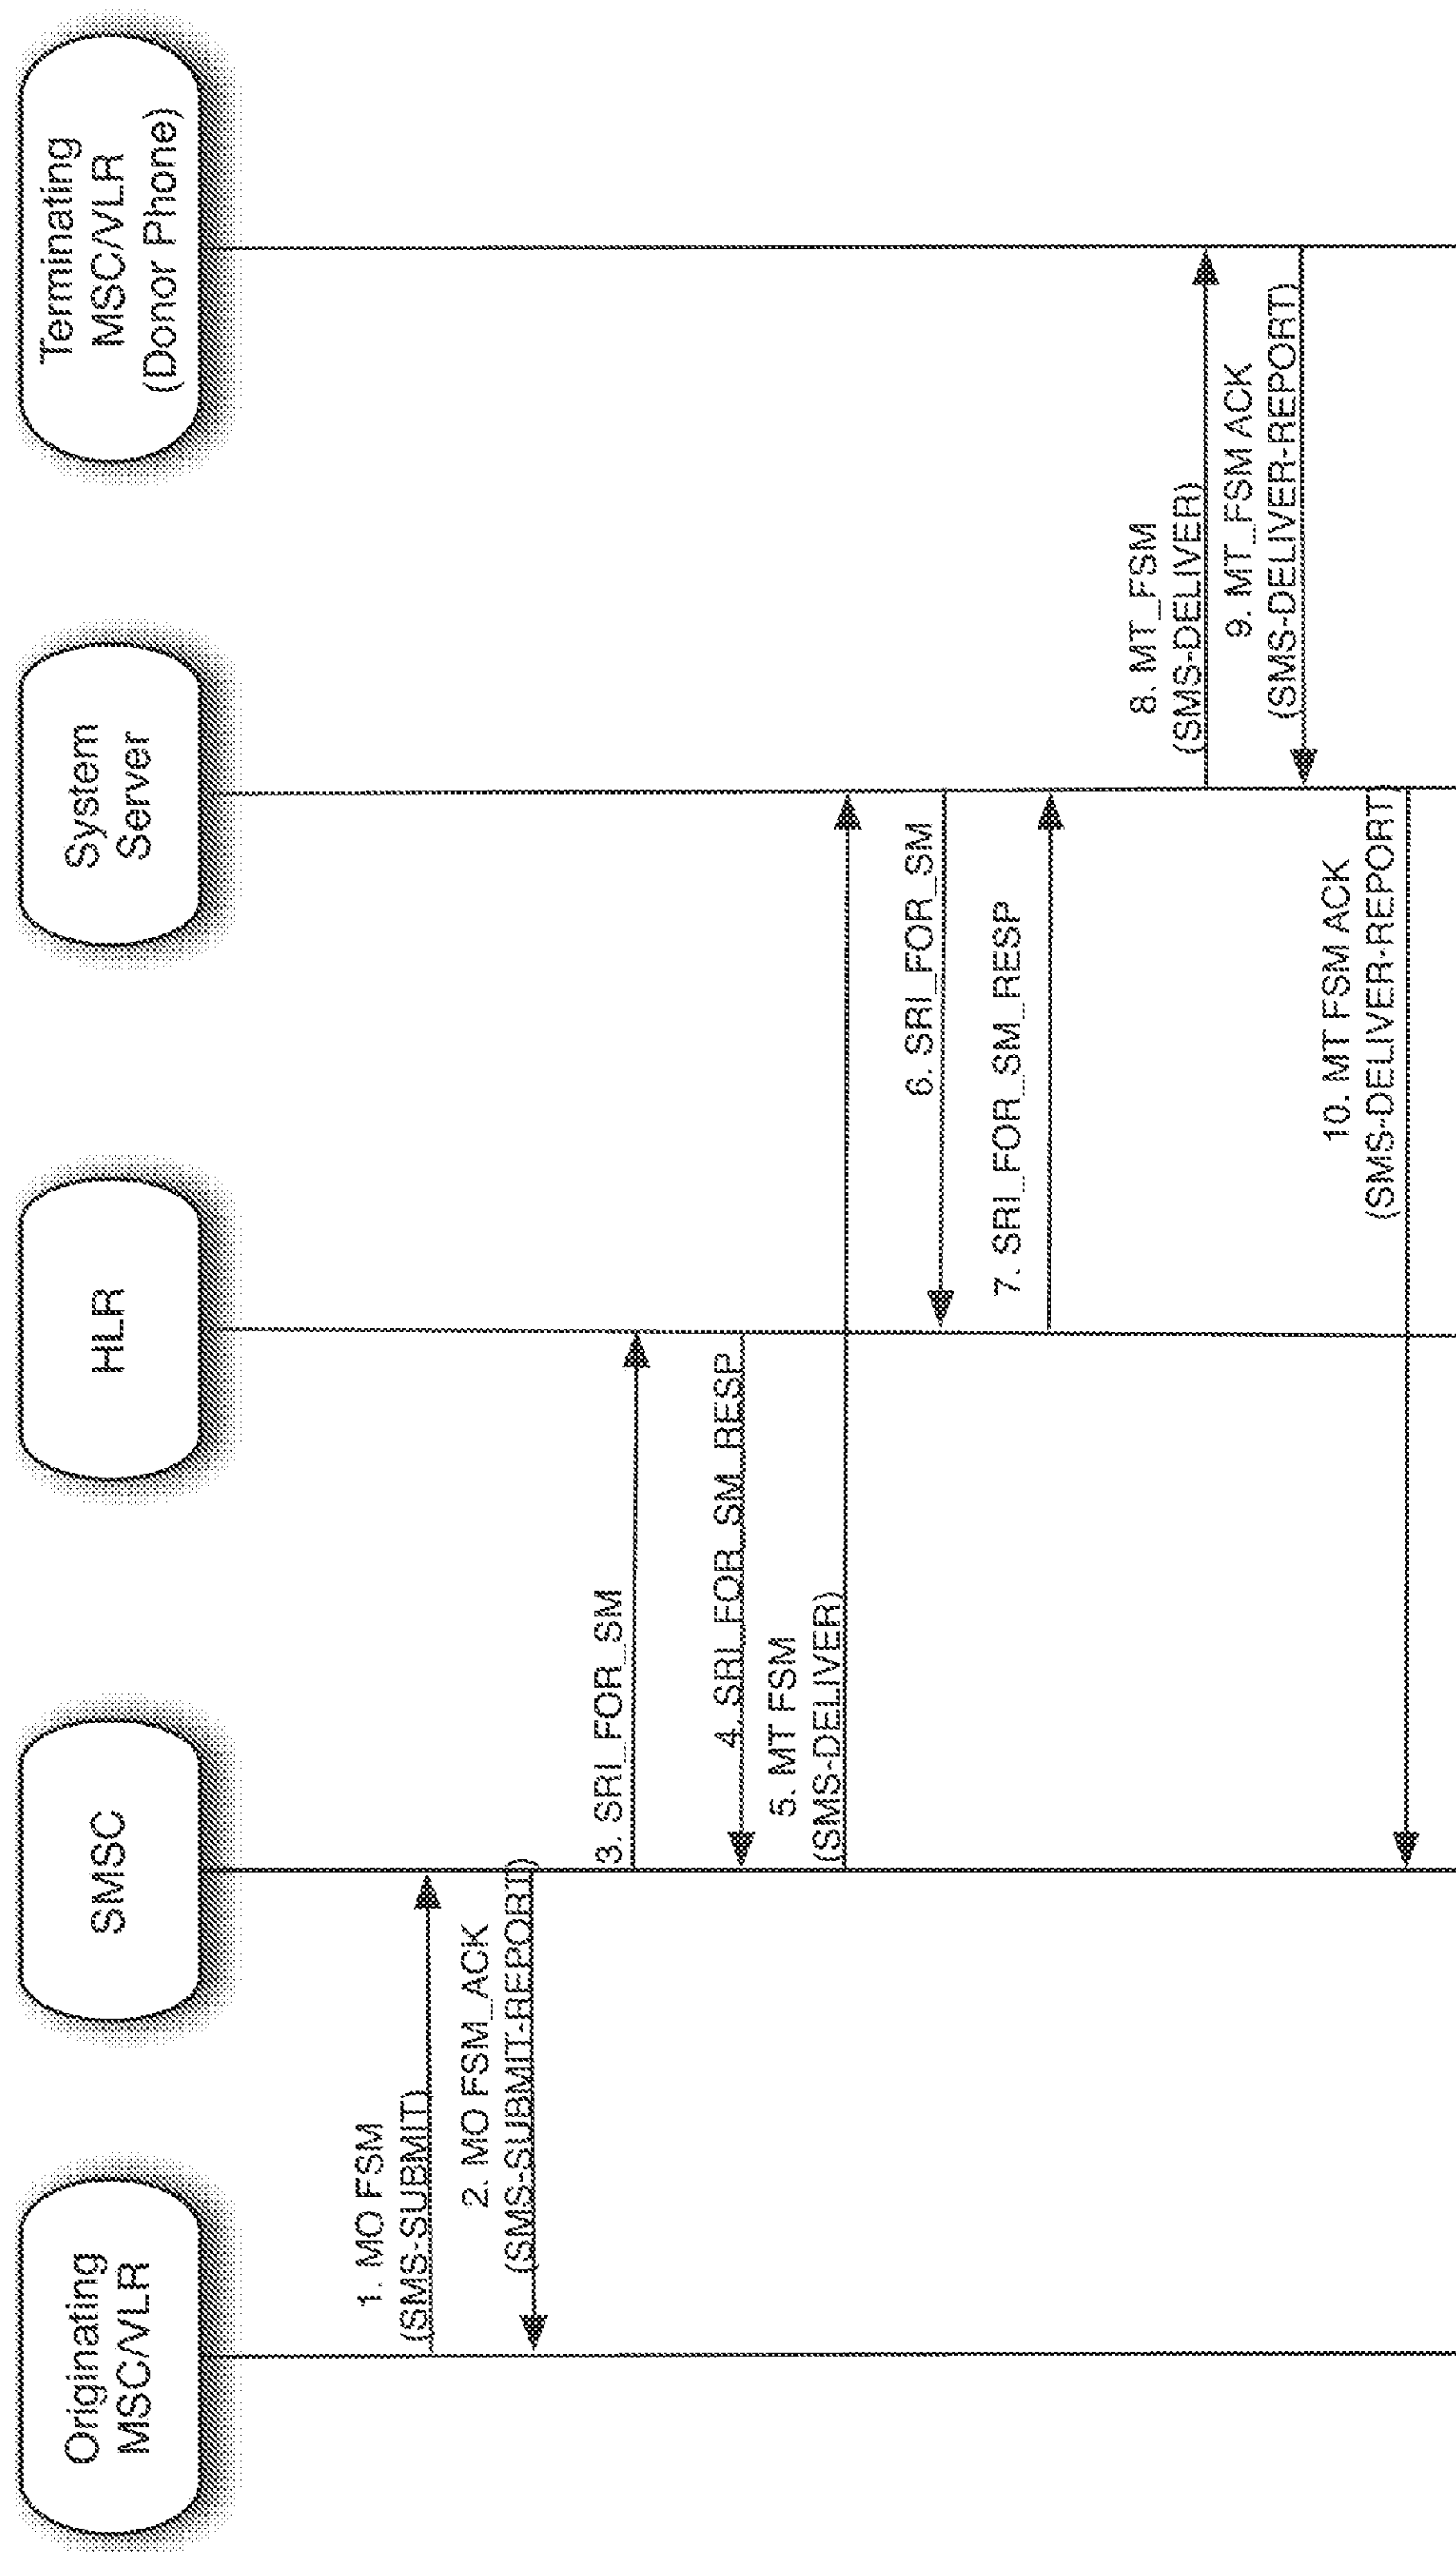 Originating
MSC/VLR
SMSC
HLR
System
Server
Terminating
MSC/VLR
(Donor Phone)
1. MO FSM
(SMS-SUBMIT)
2. MO FSM_ACK
(SMS-SUBMIT-REPORT)
3. SRI_FOR_SM
4. SRI_FOR_SM_RESP
5. MT FSM
(SMS-DELIVER)
6. SRI_FOR_SM
7. SRI_FOR_SM_RESP
8. MT_FSM
(SMS-DELIVER)
9. MT_FSM ACK
(SMS-DELIVER-REPORT)
10. MT FSM ACK
(SMS-DELIVER-REPORT)